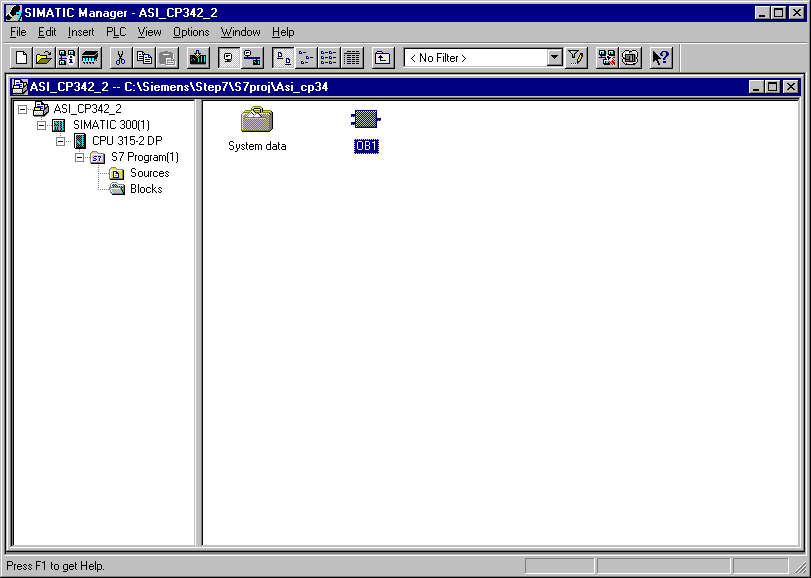 SIMATIC Manager - ASI_CP342_2
File Edit Insert PLC View Options Window Help
< No Filter >
ASI_CP342_2 -- C:\Siemens\Step7\S7proj\Asi_cp34
ASI_CP342_2
SIMATIC 300(1)
CPU 315-2 DP
S7 Program(1)
Sources
Blocks
System data
OB1
Press F1 to get Help.